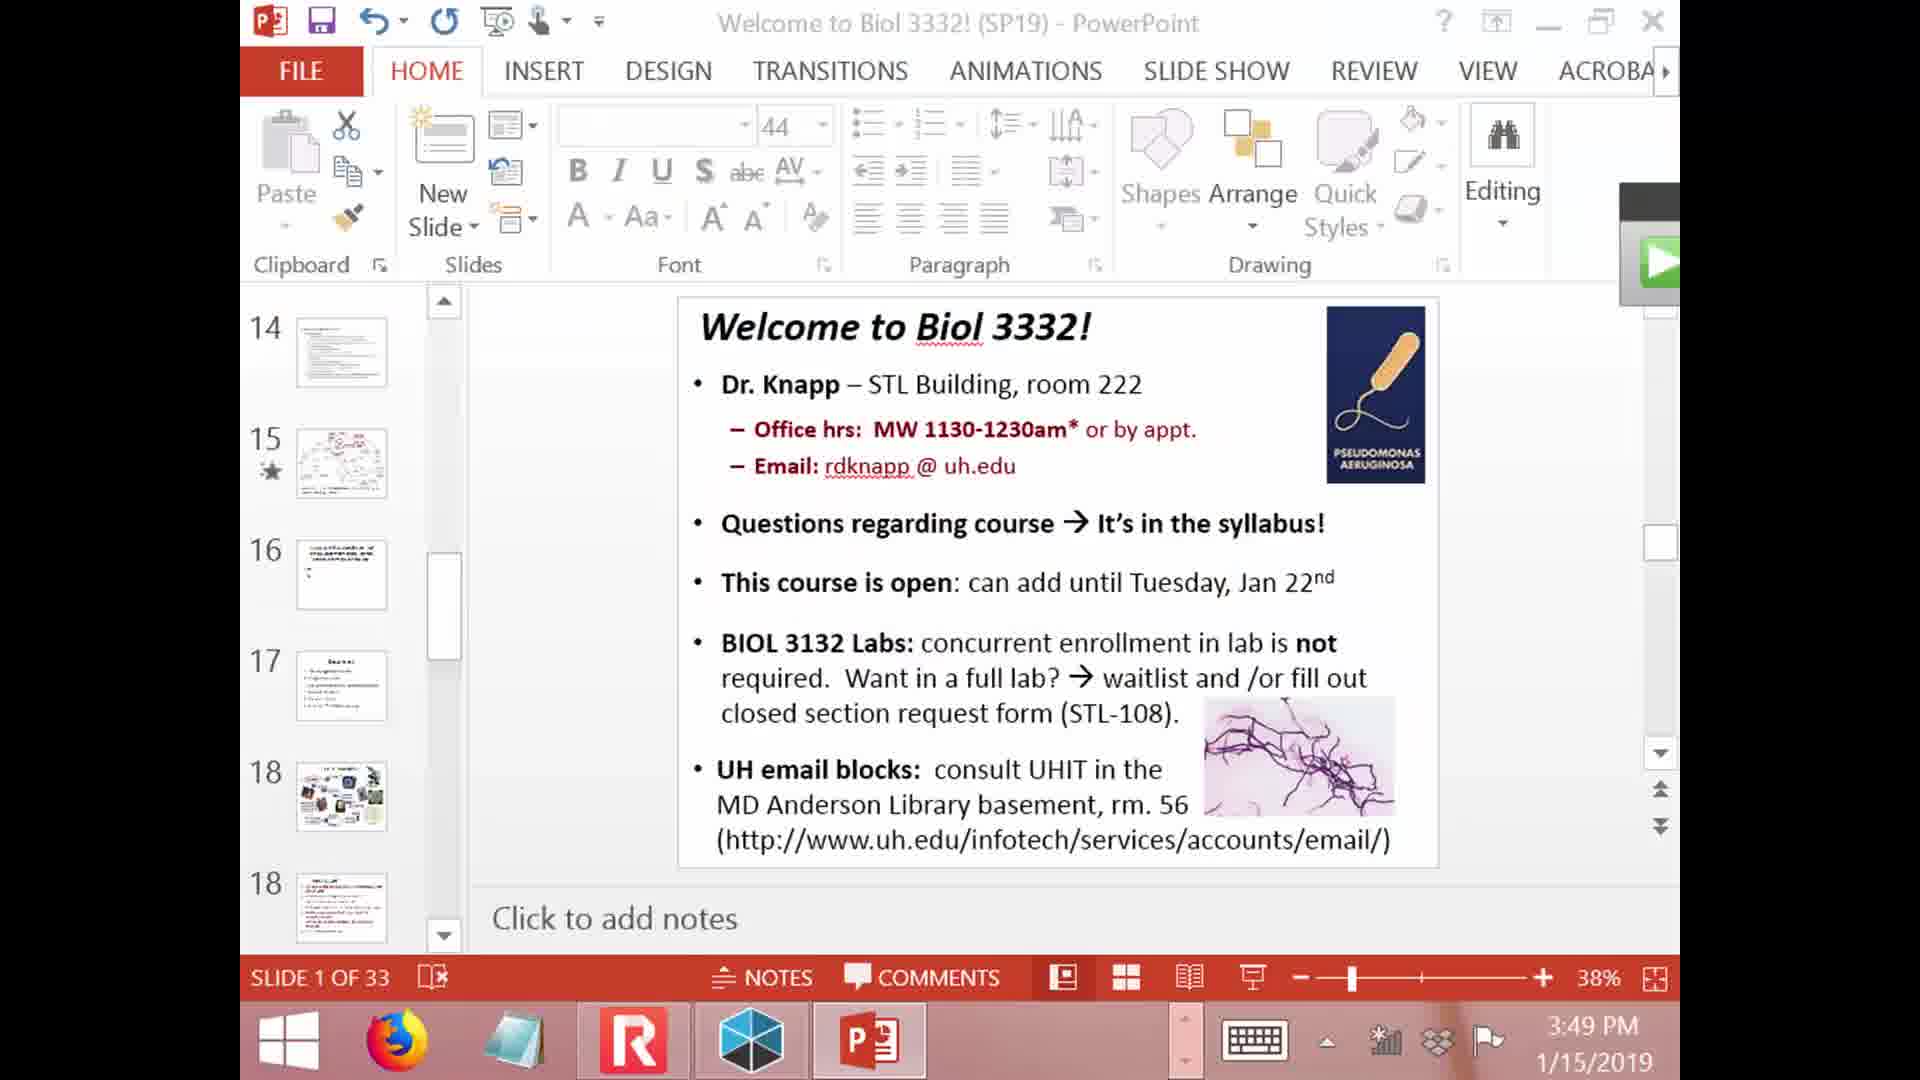 Welcome to Biol 3332! (SP19) - PowerPoint
?
FILE
HOME
INSERT
DESIGN
TRANSITIONS
ANIMATIONS
SLIDE SHOW
REVIEW
VIEW
ACROBA
Paste
New
Slide
44
B I U S abc AV
A Aa A A
Shapes
Arrange
Quick
Styles
Editing
Clipboard
Slides
Font
Paragraph
Drawing
14
15
16
17
18
18
Welcome to Biol 3332!
• Dr. Knapp – STL Building, room 222
– Office hrs: MW 1130-1230am* or by appt.
– Email: rdknapp @ uh.edu
PSEUDOMONAS
AERUGINOSA
• Questions regarding course → It's in the syllabus!
• This course is open: can add until Tuesday, Jan 22nd
• BIOL 3132 Labs: concurrent enrollment in lab is not
required. Want in a full lab? → waitlist and /or fill out
closed section request form (STL-108).
• UH email blocks: consult UHIT in the
MD Anderson Library basement, rm. 56
(http://www.uh.edu/infotech/services/accounts/email/)
Click to add notes
SLIDE 1 OF 33
NOTES
COMMENTS
38%
3:49 PM
1/15/2019